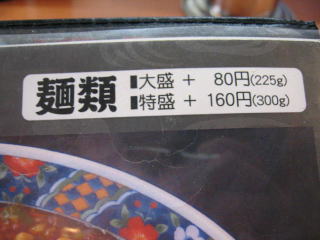 麺類
▮大盛 + 80円(225g)
▮特盛 + 160円(300g)